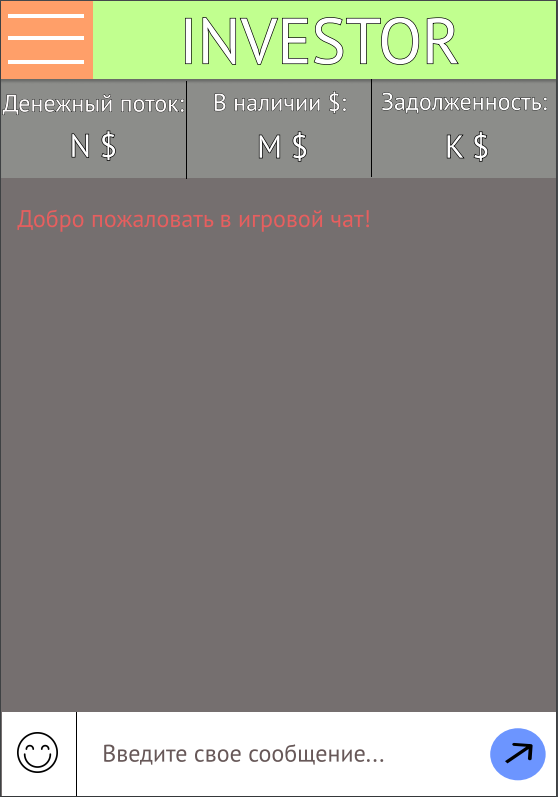 INVESTOR
Денежный поток:
N $
В наличии $:
M $
Задолженность:
K $
Добро пожаловать в игровой чат!
Введите свое сообщение...